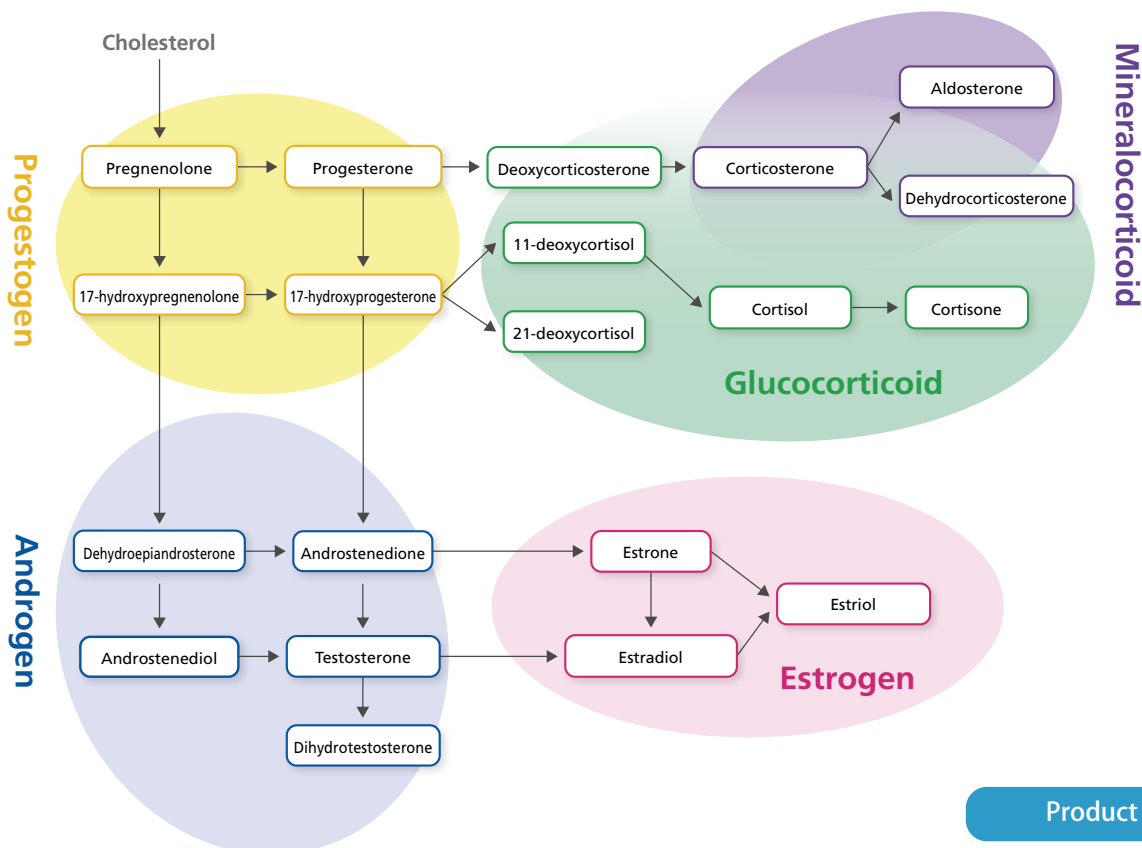 Cholesterol
Mineralocorticoid
Aldosterone
Progestogen
Pregnenolone
Progesterone
Deoxycorticosterone
Corticosterone
Dehydrocorticosterone
11-deoxycortisol
17-hydroxypregnenolone
17-hydroxyprogesterone
Cortisol
Cortisone
21-deoxycortisol
Glucocorticoid
Androgen
Dehydroepiandrosterone
Androstenedione
Estrone
Estriol
Androstenediol
Testosterone
Estradiol
Estrogen
Dihydrotestosterone
Product